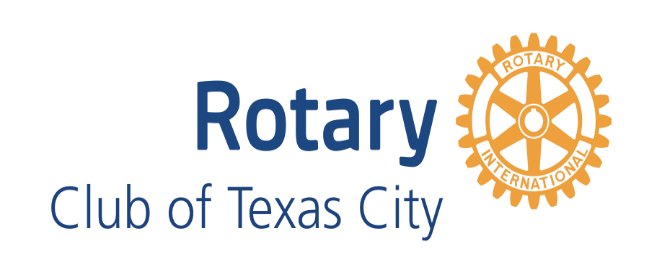 Rotary
Club of Texas City
ROTARY
INTERNATIONAL